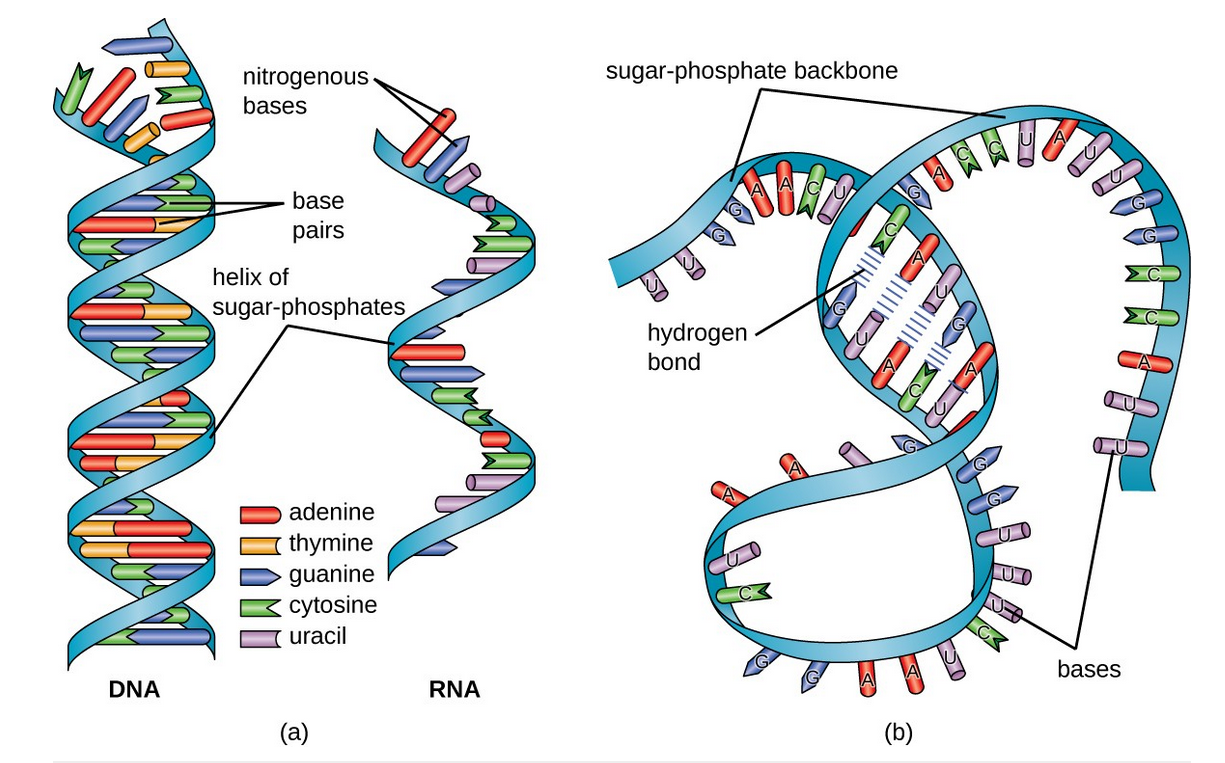 nitrogenous
bases
base
pairs
helix of
sugar-phosphates
adenine
thymine
guanine
cytosine
uracil
DNA
RNA
(a)
sugar-phosphate backbone
U
U
G
G
A
A
C
U
G
A
C
C
U
A
U
U
G
G
C
C
A
U
U
C
A
U
G
A
G
U
A
C
U
hydrogen
bond
G
A
A
U
C
G
G
A
A
U
C
U
U
U
G
G
bases
(b)